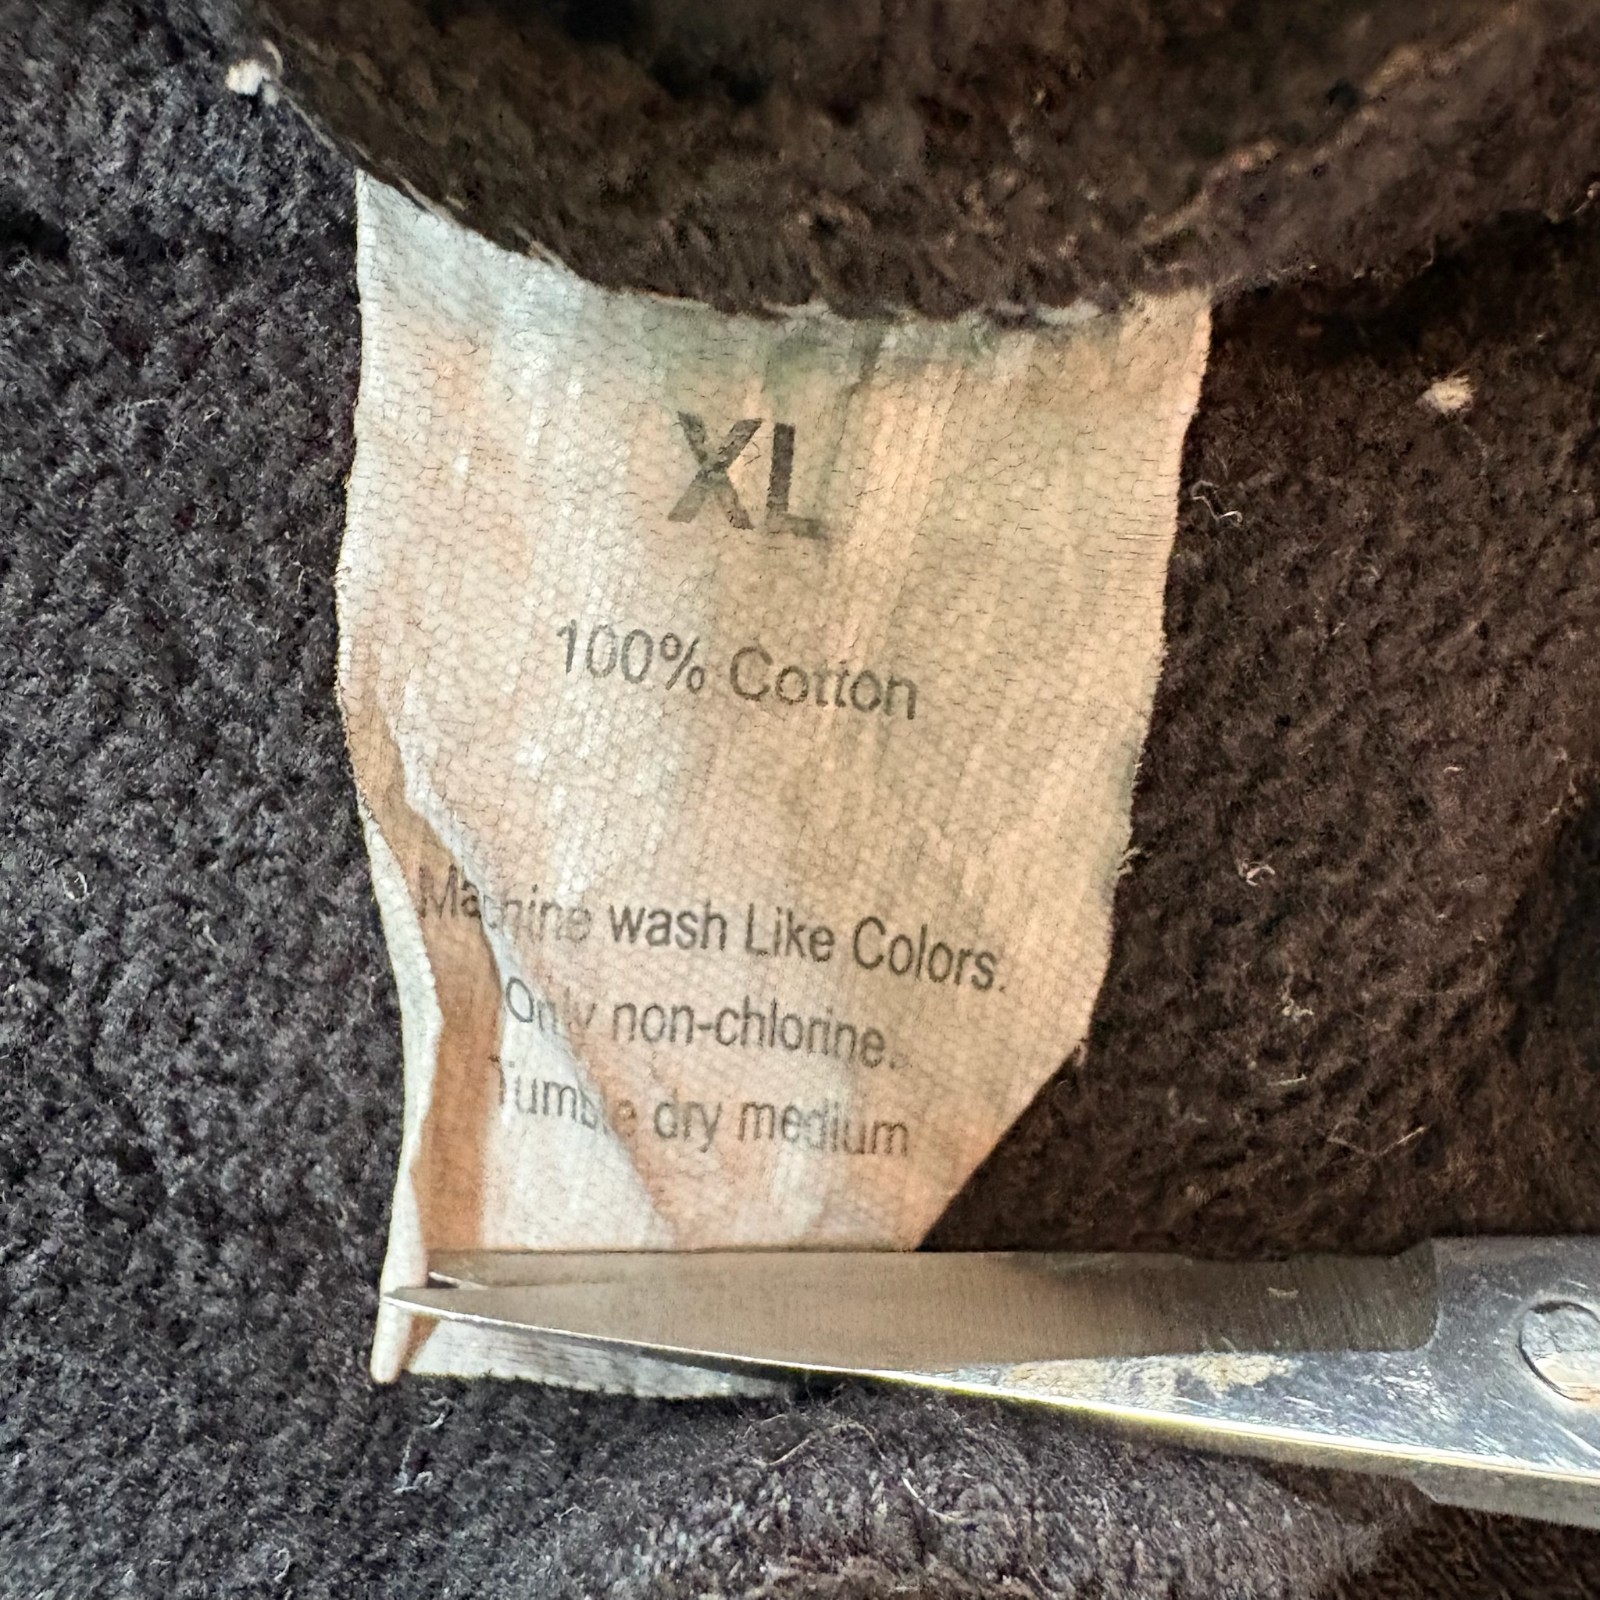 XL
100% Cotton
Machine wash Like Colors.
Only non-chlorine.
Tumble dry medium